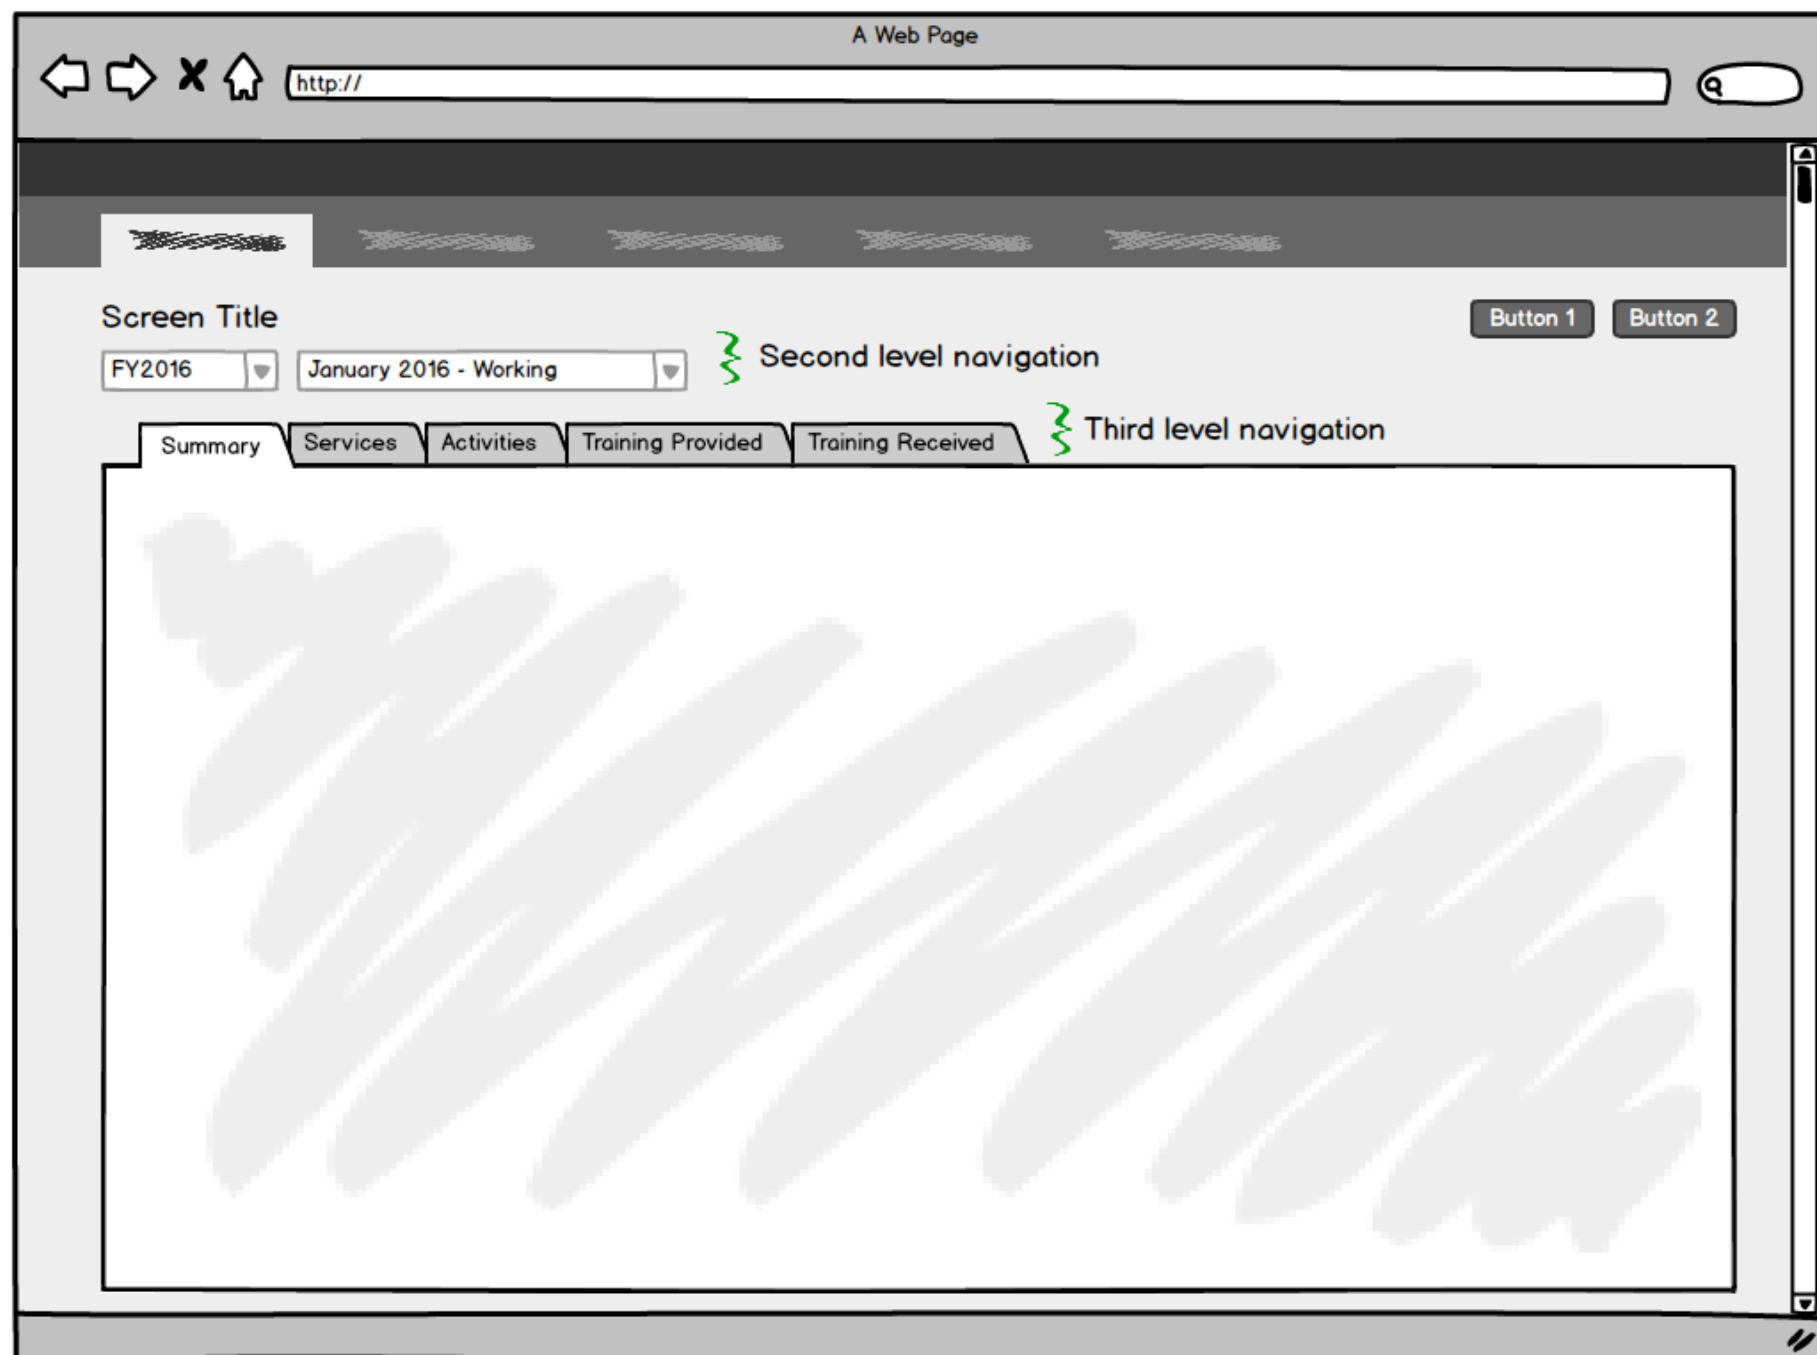 A Web Page
http://
Screen Title
Button 1
Button 2
FY2016
January 2016 - Working
Second level navigation
Summary
Services
Activities
Training Provided
Training Received
Third level navigation